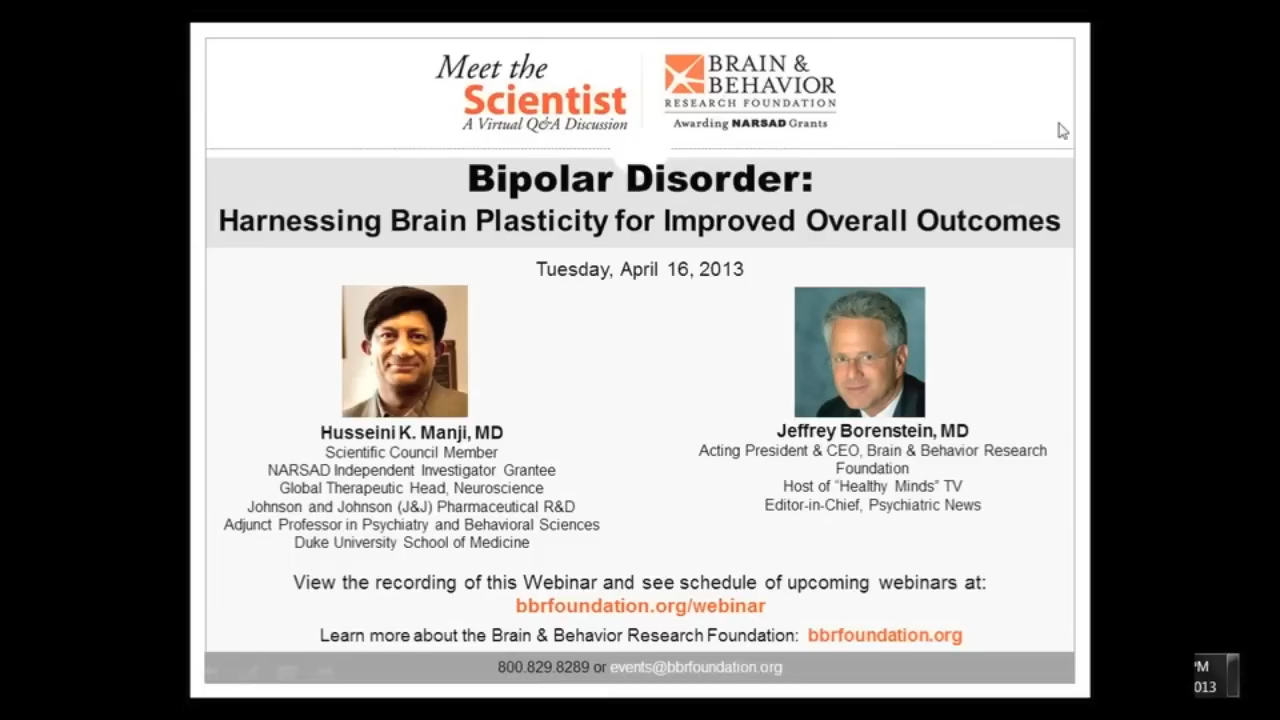 Meet the
Scientist
A Virtual Q&A Discussion
BRAIN &
BEHAVIOR
RESEARCH FOUNDATION
Awarding NARSAD Grants
Bipolar Disorder:
Harnessing Brain Plasticity for Improved Overall Outcomes
Tuesday, April 16, 2013
Husseini K. Manji, MD
Scientific Council Member
NARSAD Independent Investigator Grantee
Global Therapeutic Head, Neuroscience
Johnson and Johnson (J&J) Pharmaceutical R&D
Adjunct Professor in Psychiatry and Behavioral Sciences
Duke University School of Medicine
Jeffrey Borenstein, MD
Acting President & CEO, Brain & Behavior Research
Foundation
Host of “Healthy Minds” TV
Editor-in-Chief, Psychiatric News
View the recording of this Webinar and see schedule of upcoming webinars at:
bbrfoundation.org/webinar
Learn more about the Brain & Behavior Research Foundation: bbrfoundation.org
800.829.8289 or events@bbrfoundation.org
PM
013